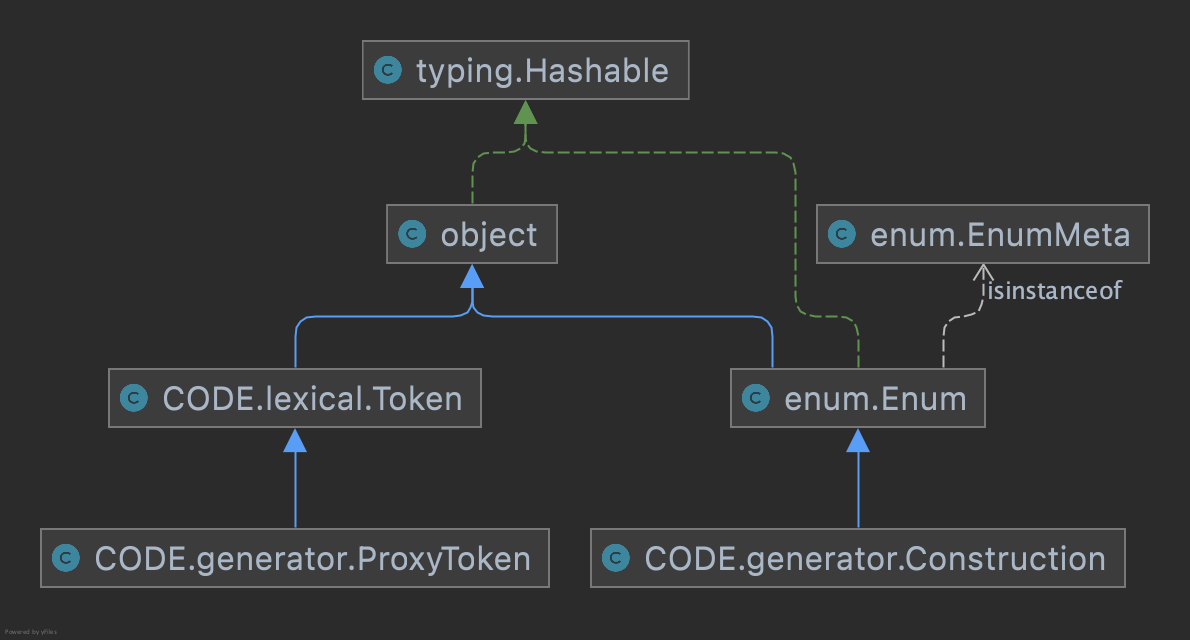 typing.Hashable
object
enum.EnumMeta
isinstanceof
CODE.lexical.Token
enum.Enum
CODE.generator.ProxyToken
CODE.generator.Construction
Powered by yFiles